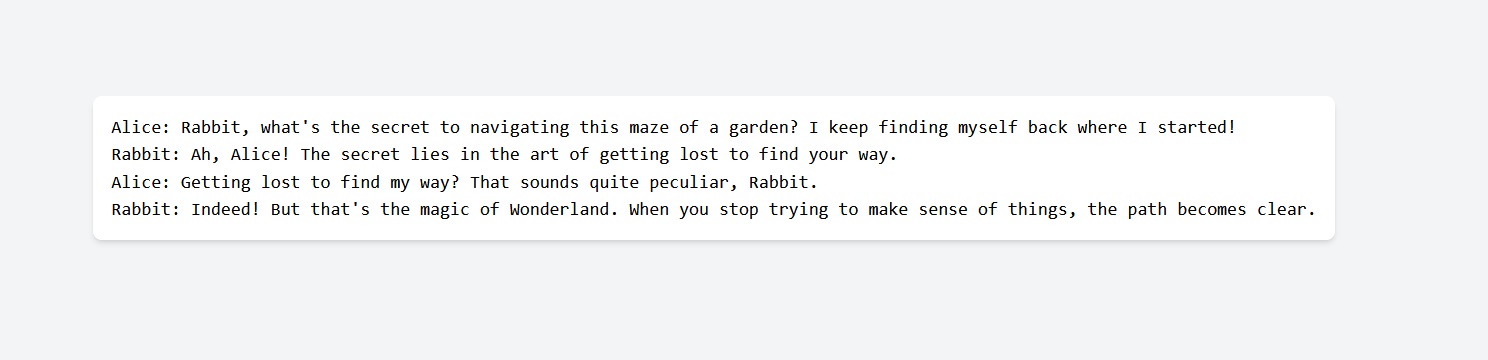 Alice: Rabbit, what's the secret to navigating this maze of a garden? I keep finding myself back where I started!
Rabbit: Ah, Alice! The secret lies in the art of getting lost to find your way.
Alice: Getting lost to find my way? That sounds quite peculiar, Rabbit.
Rabbit: Indeed! But that's the magic of Wonderland. When you stop trying to make sense of things, the path becomes clear.